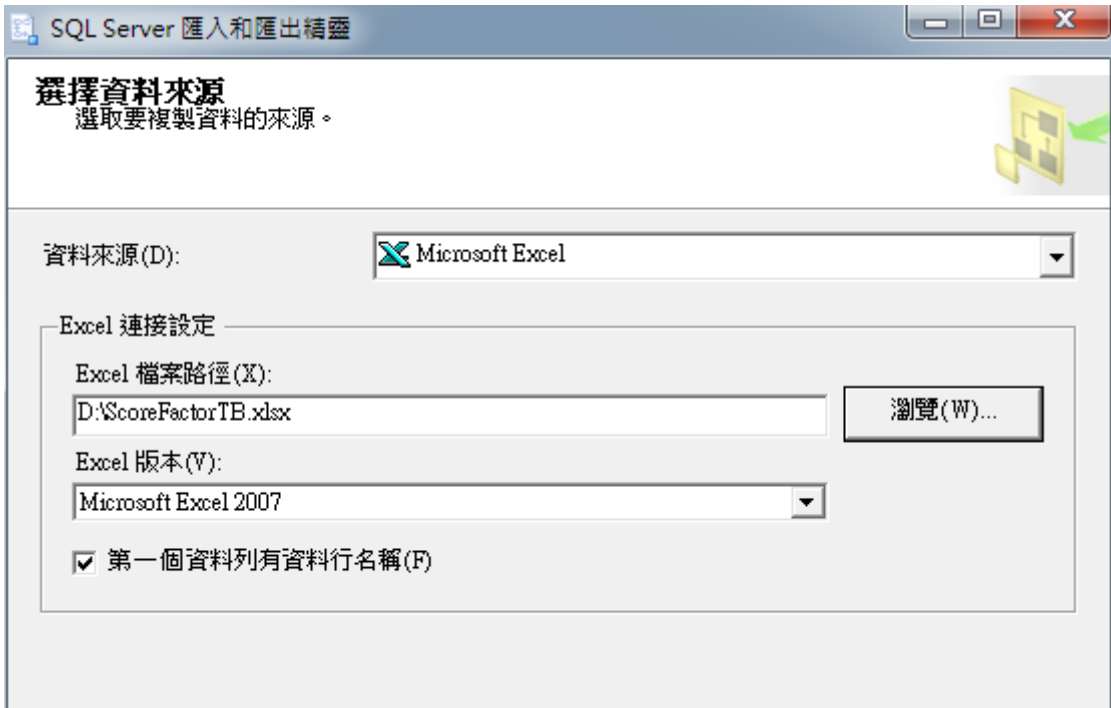 SQL Server 匯入和匯出精靈
選擇資料來源
選取要複製資料的來源。
資料來源(D):
Microsoft Excel
Excel 連接設定
Excel 檔案路徑(X):
D:\ScoreFactorTB.xlsx
瀏覽(W)...
Excel 版本(V):
Microsoft Excel 2007
第一個資料列有資料行名稱(F)